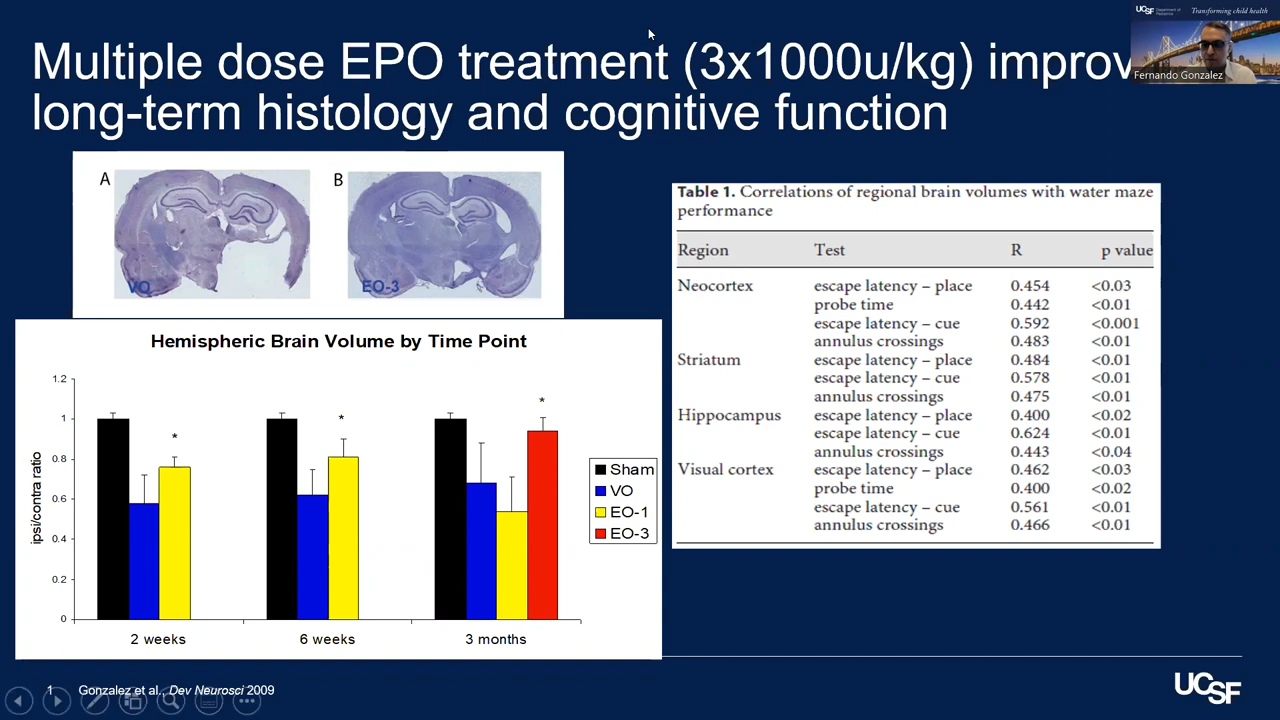 Multiple dose EPO treatment (3x1000u/kg) improv
long-term histology and cognitive function
UCSF Department of Pediatrics Transforming child health
Fernando Gonzalez
A B
VO EO-3
Hemispheric Brain Volume by Time Point
ipsi/contra ratio
1.2
1
0.8
0.6
0.4
0.2
0
* * *
2 weeks 6 weeks 3 months
Sham
VO
EO-1
EO-3
Table 1. Correlations of regional brain volumes with water maze
performance
Region Test R p value
Neocortex escape latency – place 0.454 <0.03
probe time 0.442 <0.01
escape latency – cue 0.592 <0.001
annulus crossings 0.483 <0.01
Striatum escape latency – place 0.484 <0.01
escape latency – cue 0.578 <0.01
annulus crossings 0.475 <0.01
Hippocampus escape latency – place 0.400 <0.02
escape latency – cue 0.624 <0.01
annulus crossings 0.443 <0.04
Visual cortex escape latency – place 0.462 <0.03
probe time 0.400 <0.02
escape latency – cue 0.561 <0.01
annulus crossings 0.466 <0.01
1 Gonzalez et al., Dev Neurosci 2009
UCSF